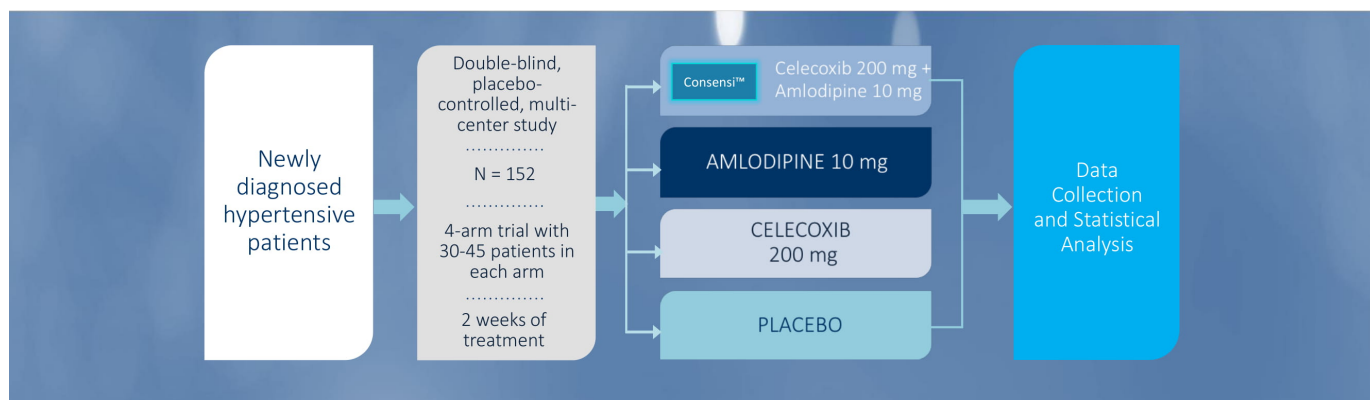 Newly
diagnosed
hypertensive
patients
Double-blind,
placebo-
controlled, multi-
center study
..............
N = 152
..............
4-arm trial with
30-45 patients in
each arm
..............
2 weeks of
treatment
Consensi™
Celecoxib 200 mg +
Amlodipine 10 mg
AMLODIPINE 10 mg
CELECOXIB
200 mg
PLACEBO
Data
Collection
and Statistical
Analysis